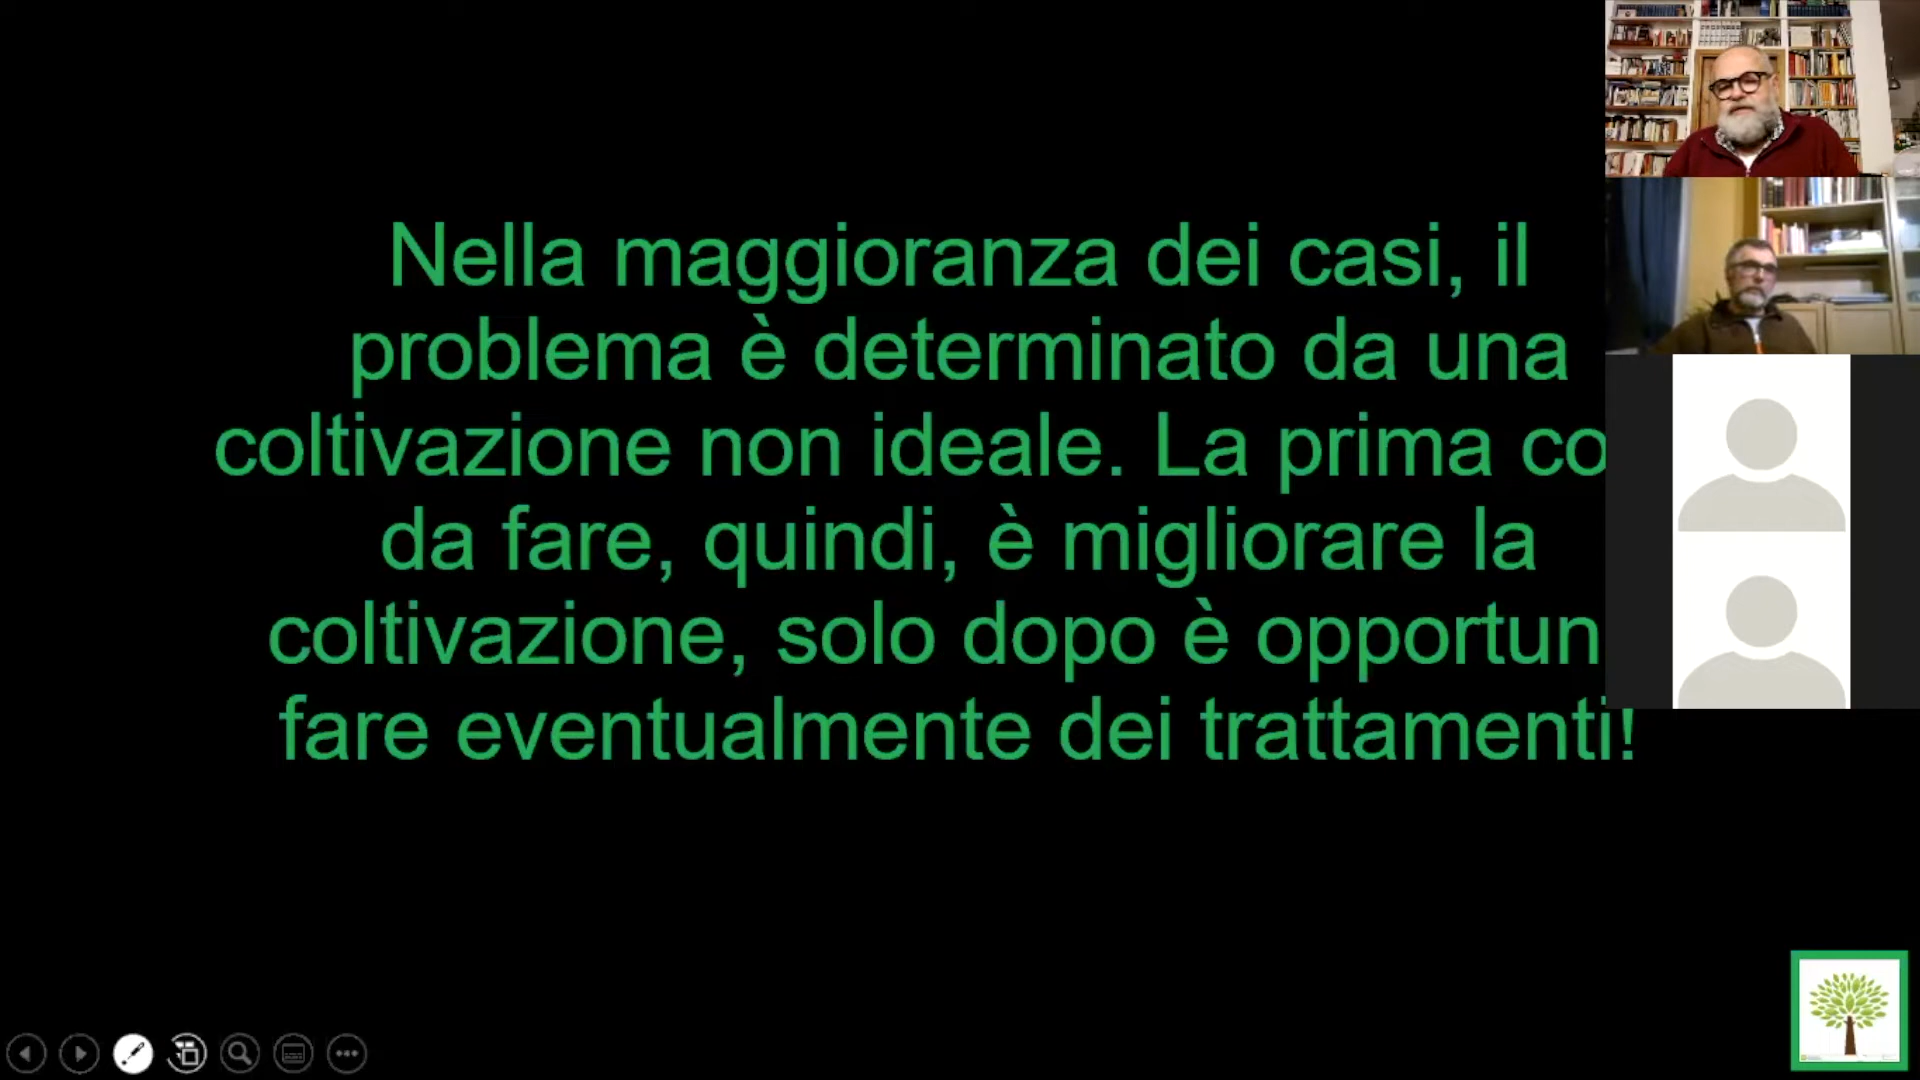 Nella maggioranza dei casi, il
problema è determinato da una
coltivazione non ideale. La prima co
da fare, quindi, è migliorare la
coltivazione, solo dopo è opportun
fare eventualmente dei trattamenti!